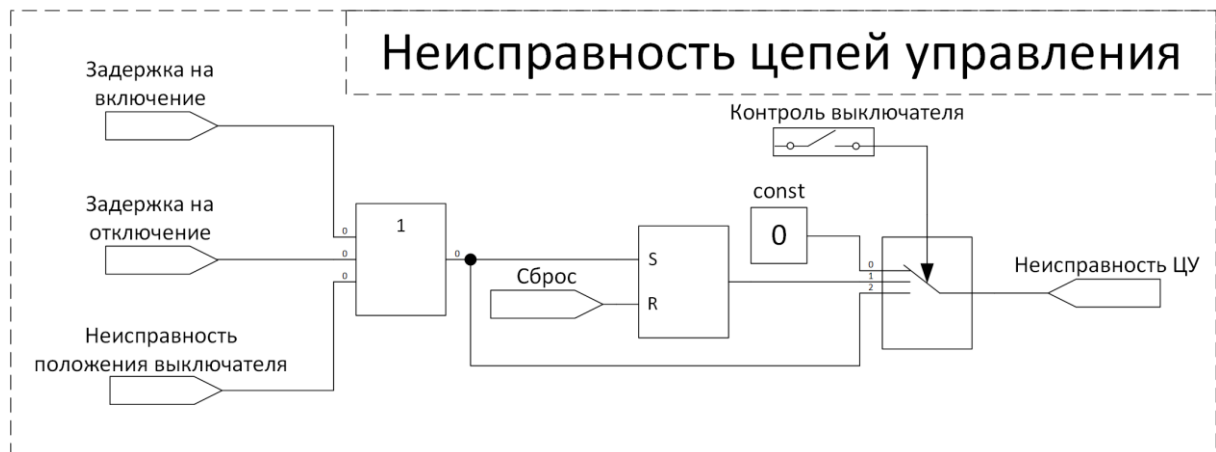 Неисправность цепей управления
Задержка на
включение
Контроль выключателя
Задержка на
отключение
const
0
0
1
0
0
0
Сброс
S
R
0
1
2
Неисправность ЦУ
Неисправность
положения выключателя